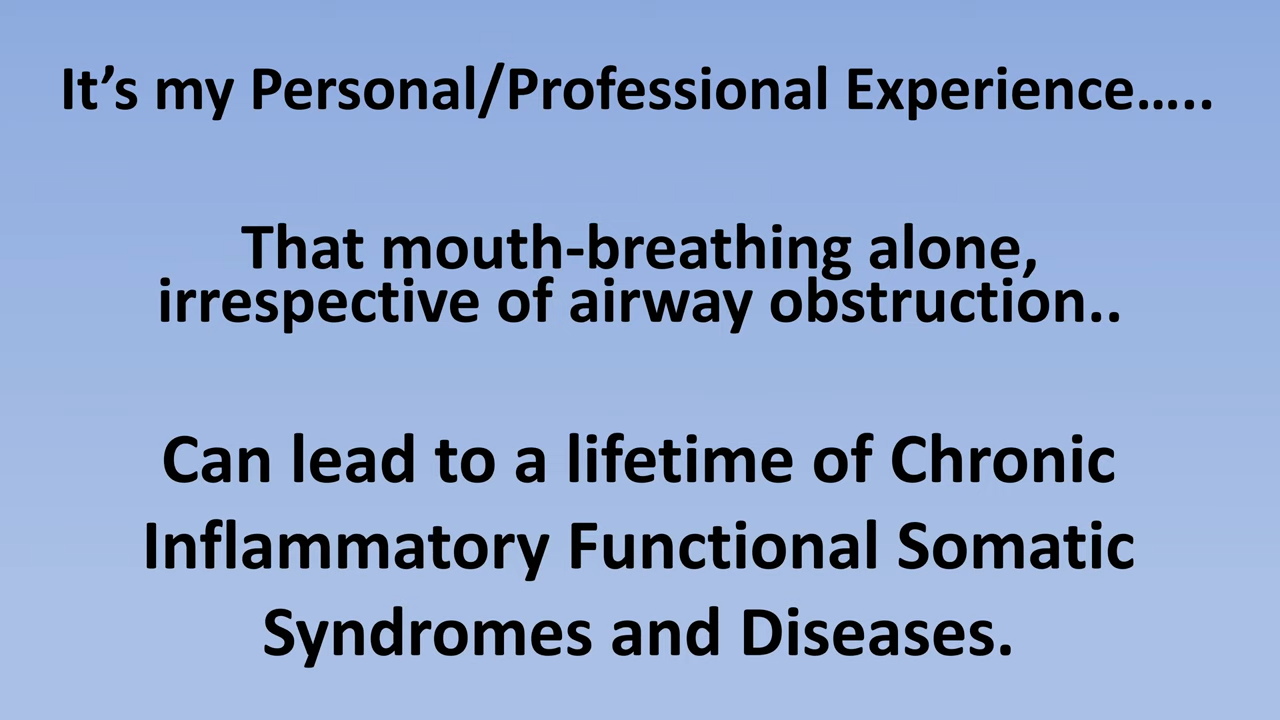 It’s my Personal/Professional Experience.....
That mouth-breathing alone,
irrespective of airway obstruction..
Can lead to a lifetime of Chronic
Inflammatory Functional Somatic
Syndromes and Diseases.